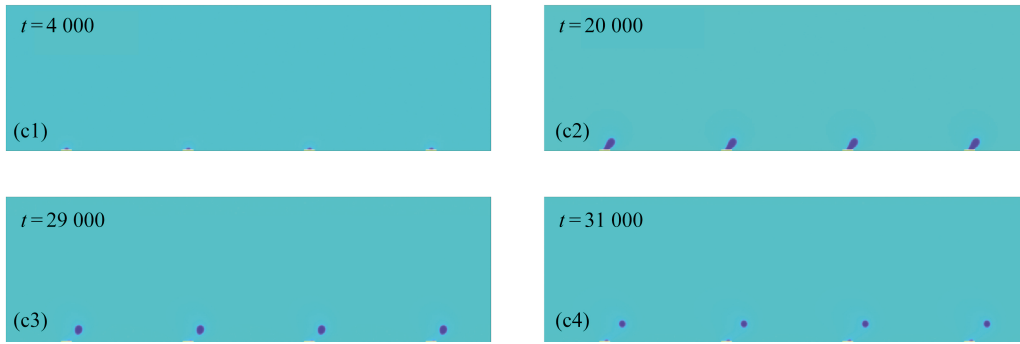 t = 4 000
(c1)
t = 20 000
(c2)
t = 29 000
(c3)
t = 31 000
(c4)